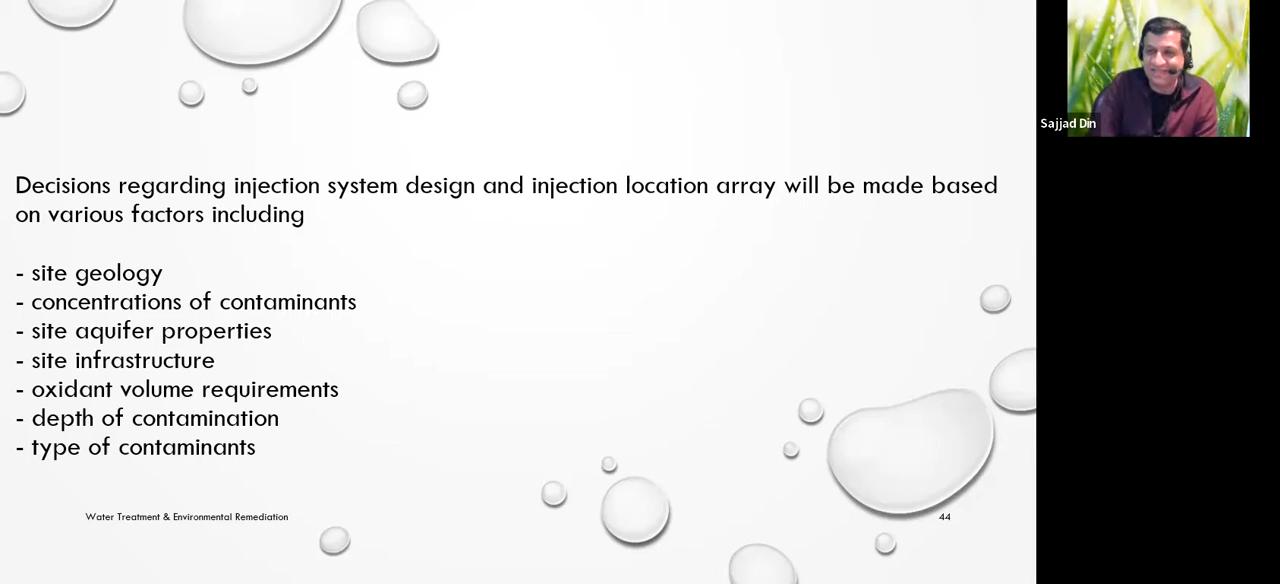 Decisions regarding injection system design and injection location array will be made based
on various factors including
- site geology
- concentrations of contaminants
- site aquifer properties
- site infrastructure
- oxidant volume requirements
- depth of contamination
- type of contaminants
Water Treatment & Environmental Remediation
44
Sajjad Din